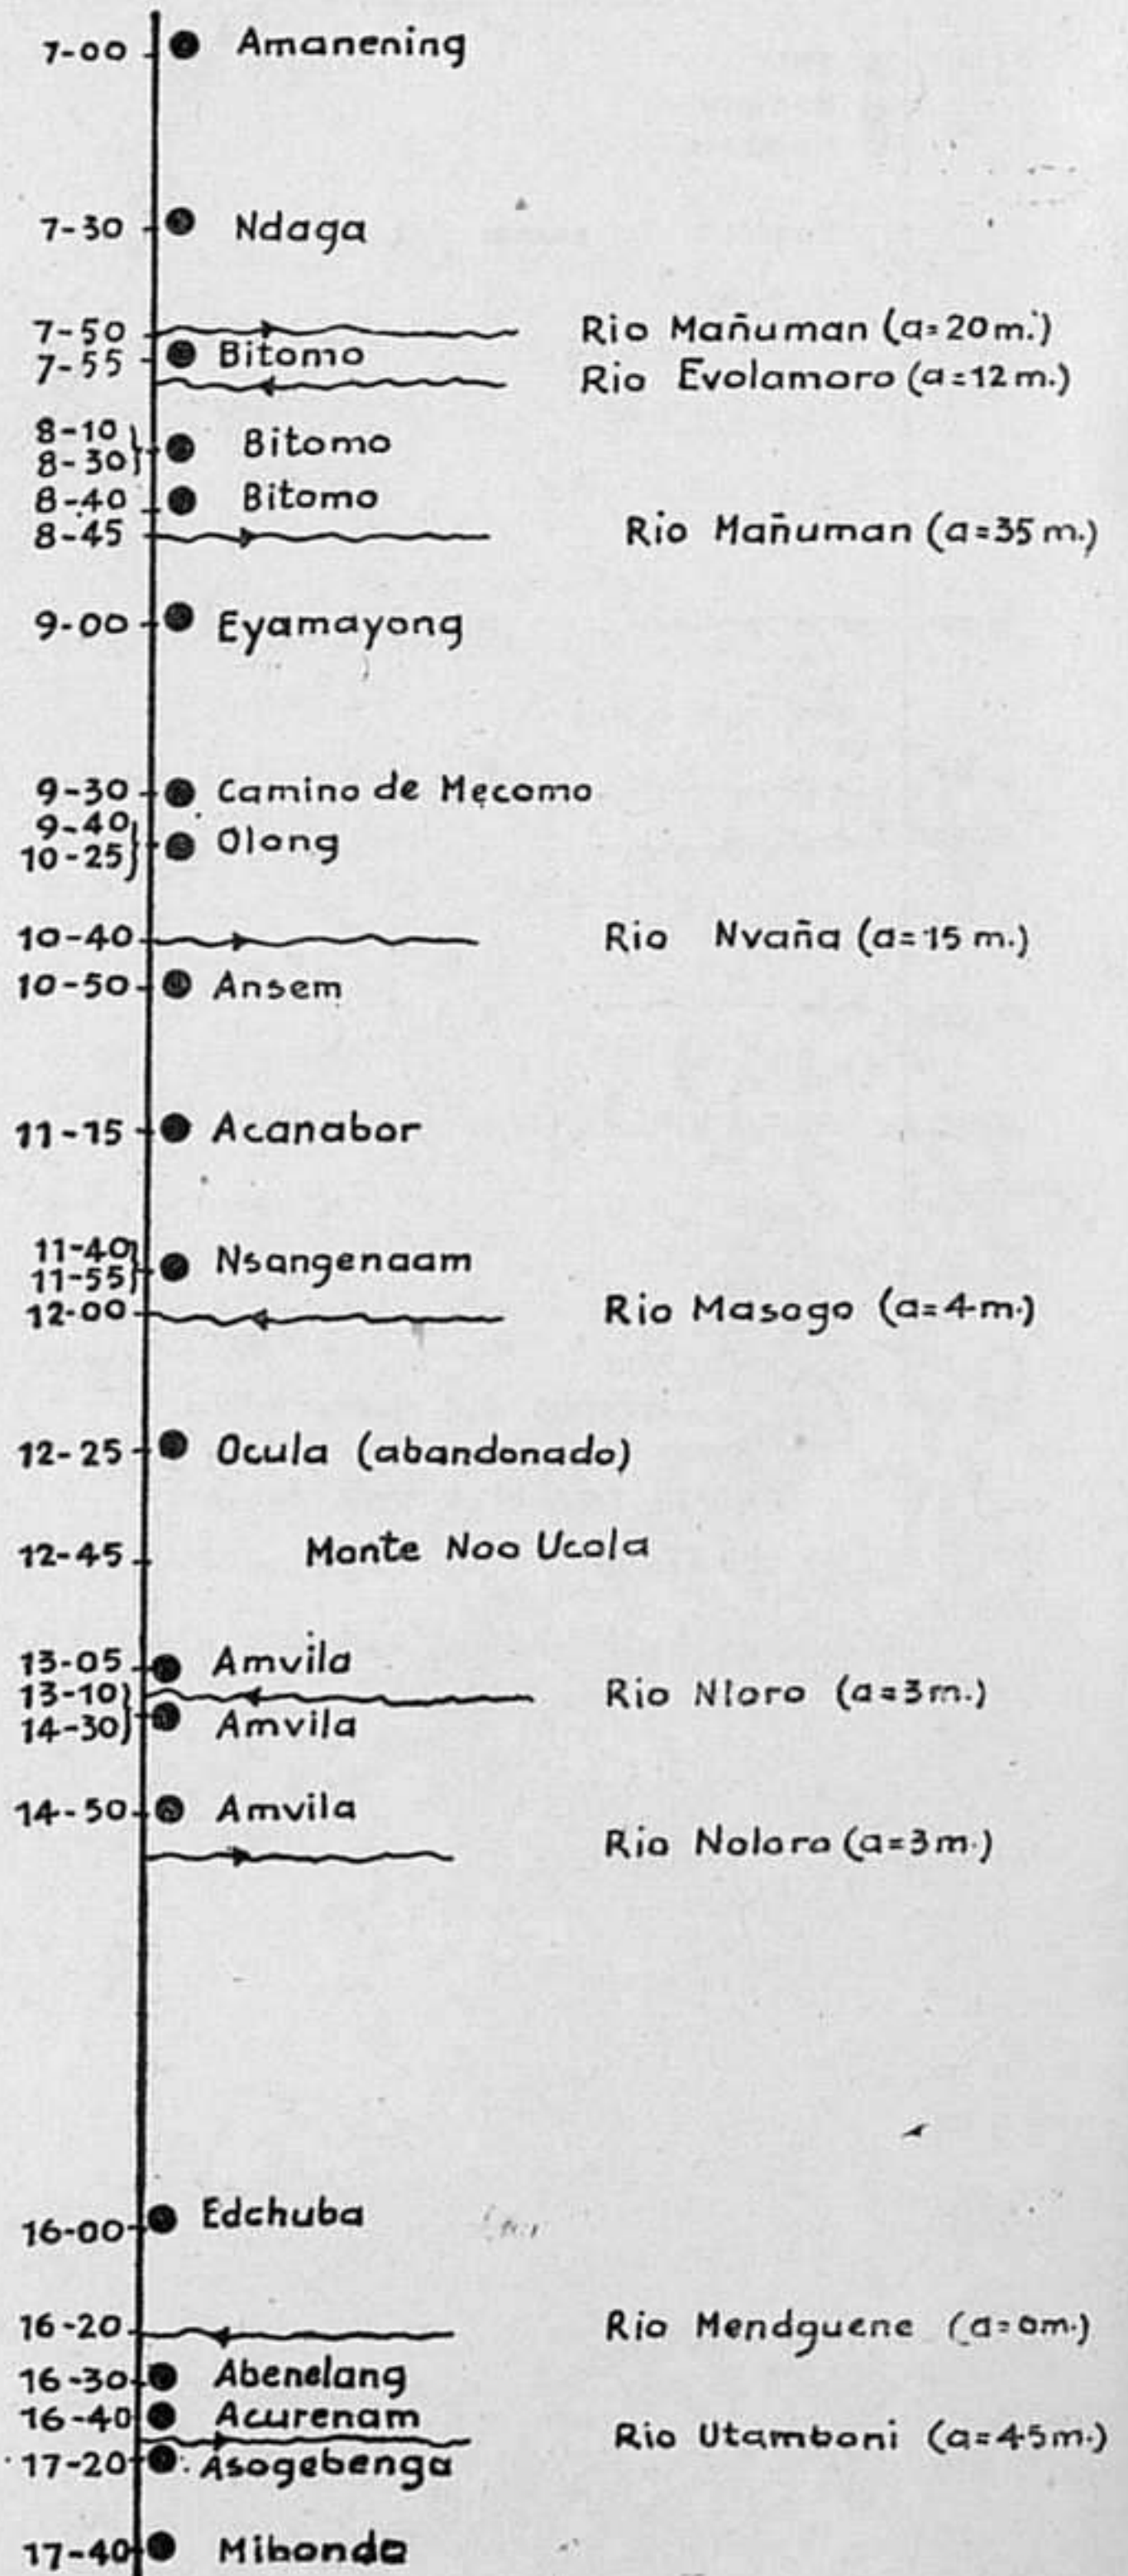 7-00 Amanening
7-30 Ndaga
7-50 Rio Mañuman (a=20m.)
7-55 Bitomo
Rio Evolamoro (a=12m.)
8-10
8-30 Bitomo
8-40 Bitomo
8-45 Rio Mañuman (a=35m.)
9-00 Eyamayong
9-30 Camino de Mecomo
9-40
10-25 Olong
10-40 Rio Nvaña (a=15 m.)
10-50 Ansem
11-15 Acanabor
11-40
11-55 Nsangenaam
12-00 Rio Masogo (a=4m.)
12-25 Ocula (abandonado)
12-45 Monte Noo Ucola
13-05 Amvila
13-10 Rio Nloro (a=3m.)
14-30 Amvila
14-50 Amvila
Rio Noloro (a=3m.)
16-00 Edchuba
16-20 Rio Mendguene
16-30 Abenelang
16-40 Acurenam
Rio Utamboni (a=45m.)
17-20 Asogebenga
17-40 Mibonde